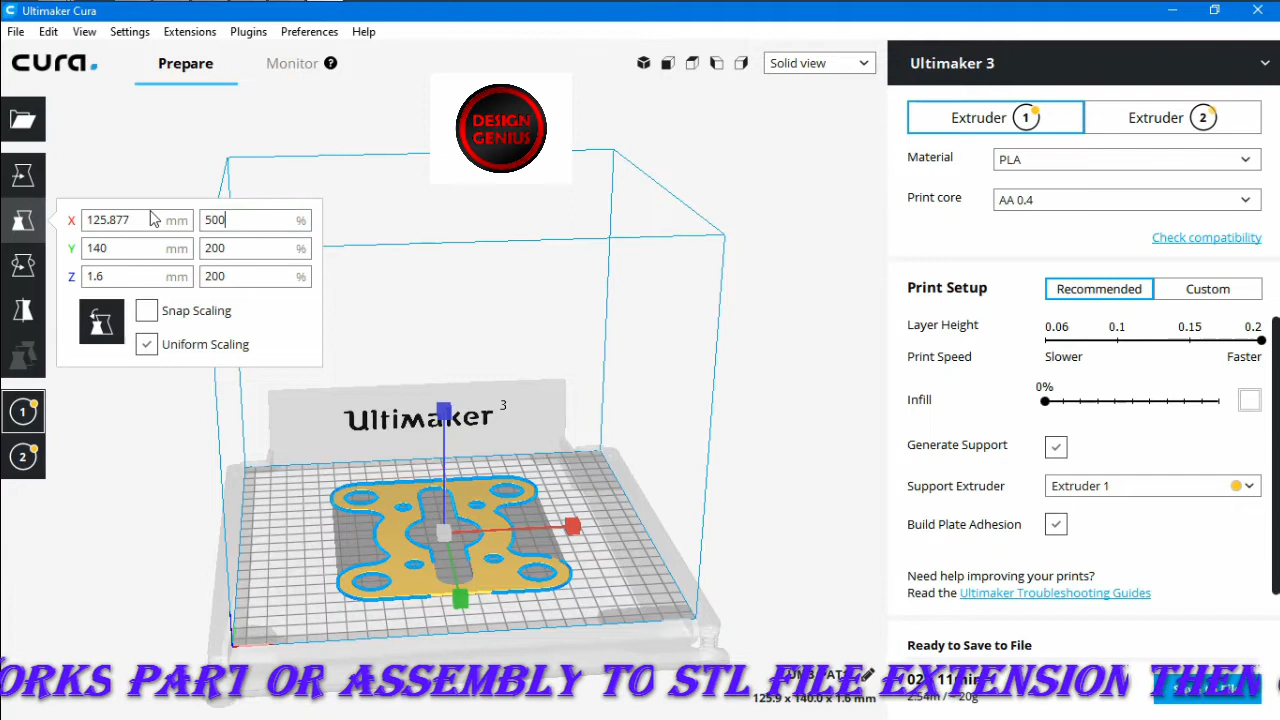 Ultimaker Cura
File Edit View Settings Extensions Plugins Preferences Help
cura.
Prepare
Monitor ?
Solid view
DESIGN
GENIUS
X 125.877 mm 500 %
Y 140 mm 200 %
Z 1.6 mm 200 %
Snap Scaling
Uniform Scaling
1
2
Ultimaker 3
Ultimaker 3
Extruder 1
Extruder 2
Material PLA
Print core AA 0.4
Check compatibility
Print Setup Recommended Custom
Layer Height 0.06 0.1 0.15 0.2
Print Speed Slower Faster
0%
Infill
Generate Support
Support Extruder Extruder 1
Build Plate Adhesion
Need help improving your prints?
Read the Ultimaker Troubleshooting Guides
Ready to Save to File
ORKS PART OR ASSEMBLY TO STL FILE EXTENSION THEN
125.9 x 140.0 x 1.6 mm
2.54m / ~ 20g